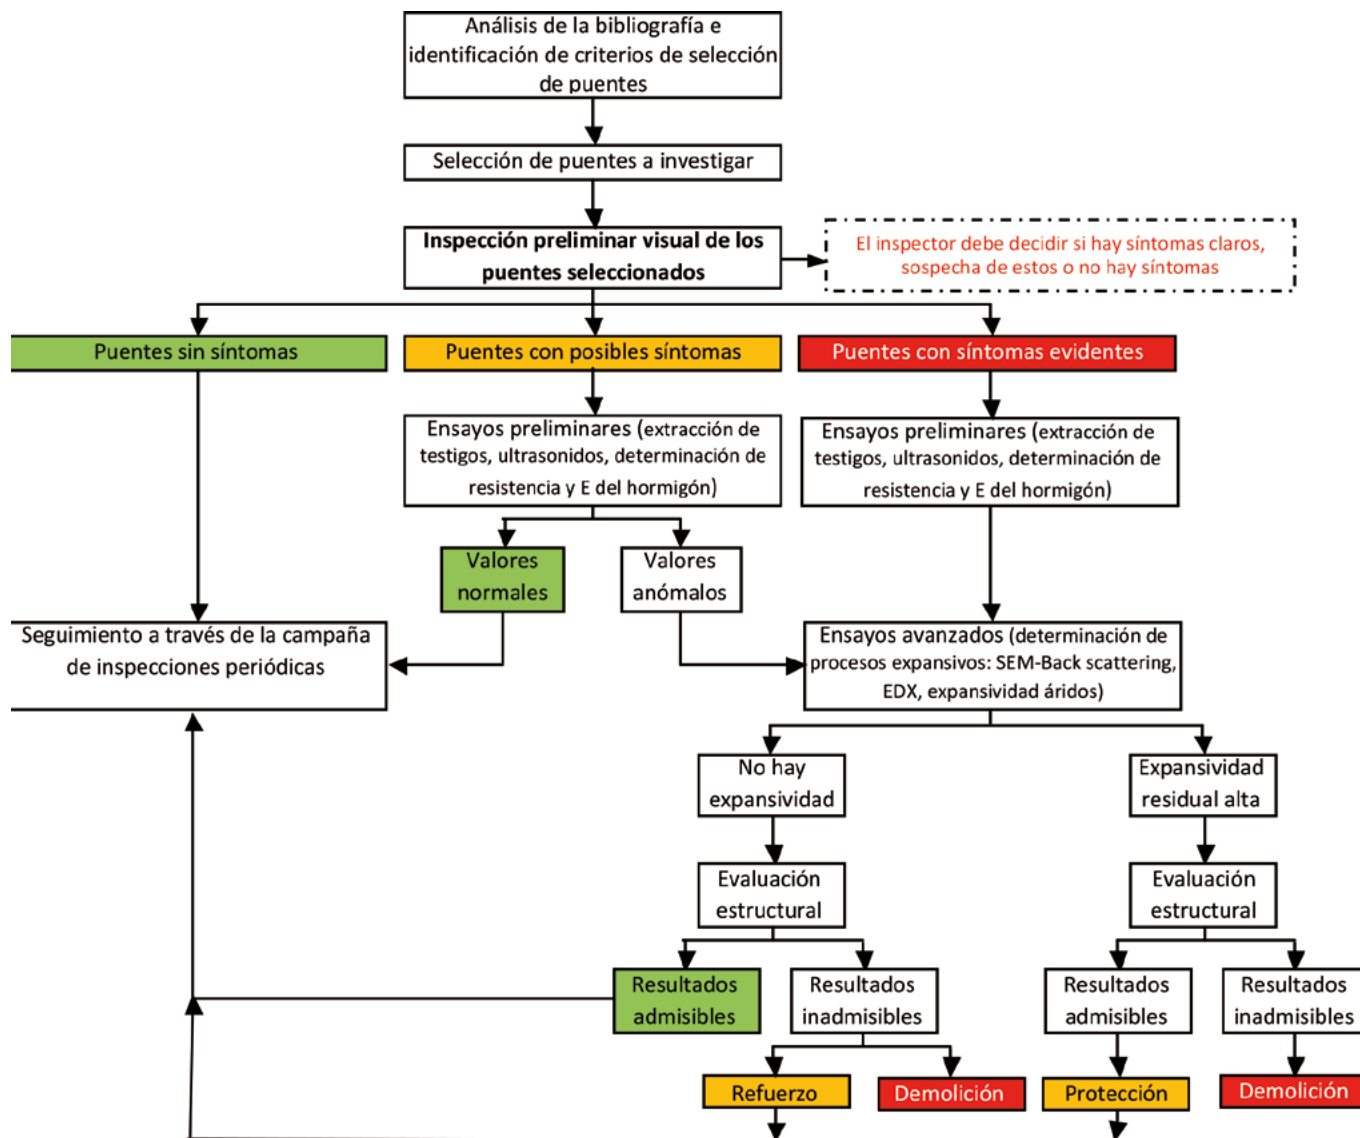 Análisis de la bibliografía e
identificación de criterios de selección
de puentes
Selección de puentes a investigar
Inspección preliminar visual de los
puentes seleccionados
El inspector debe decidir si hay síntomas claros,
sospecha de estos o no hay síntomas
Puentes sin síntomas
Puentes con posibles síntomas
Puentes con síntomas evidentes
Ensayos preliminares (extracción de
testigos, ultrasonidos, determinación de
resistencia y E del hormigón)
Ensayos preliminares (extracción de
testigos, ultrasonidos, determinación de
resistencia y E del hormigón)
Valores
normales
Valores
anómalos
Seguimiento a través de la campaña
de inspecciones periódicas
Ensayos avanzados (determinación de
procesos expansivos: SEM-Back scattering,
EDX, expansividad áridos)
No hay
expansividad
Expansividad
residual alta
Evaluación
estructural
Evaluación
estructural
Resultados
admisibles
Resultados
inadmisibles
Resultados
admisibles
Resultados
inadmisibles
Refuerzo
Demolición
Protección
Demolición